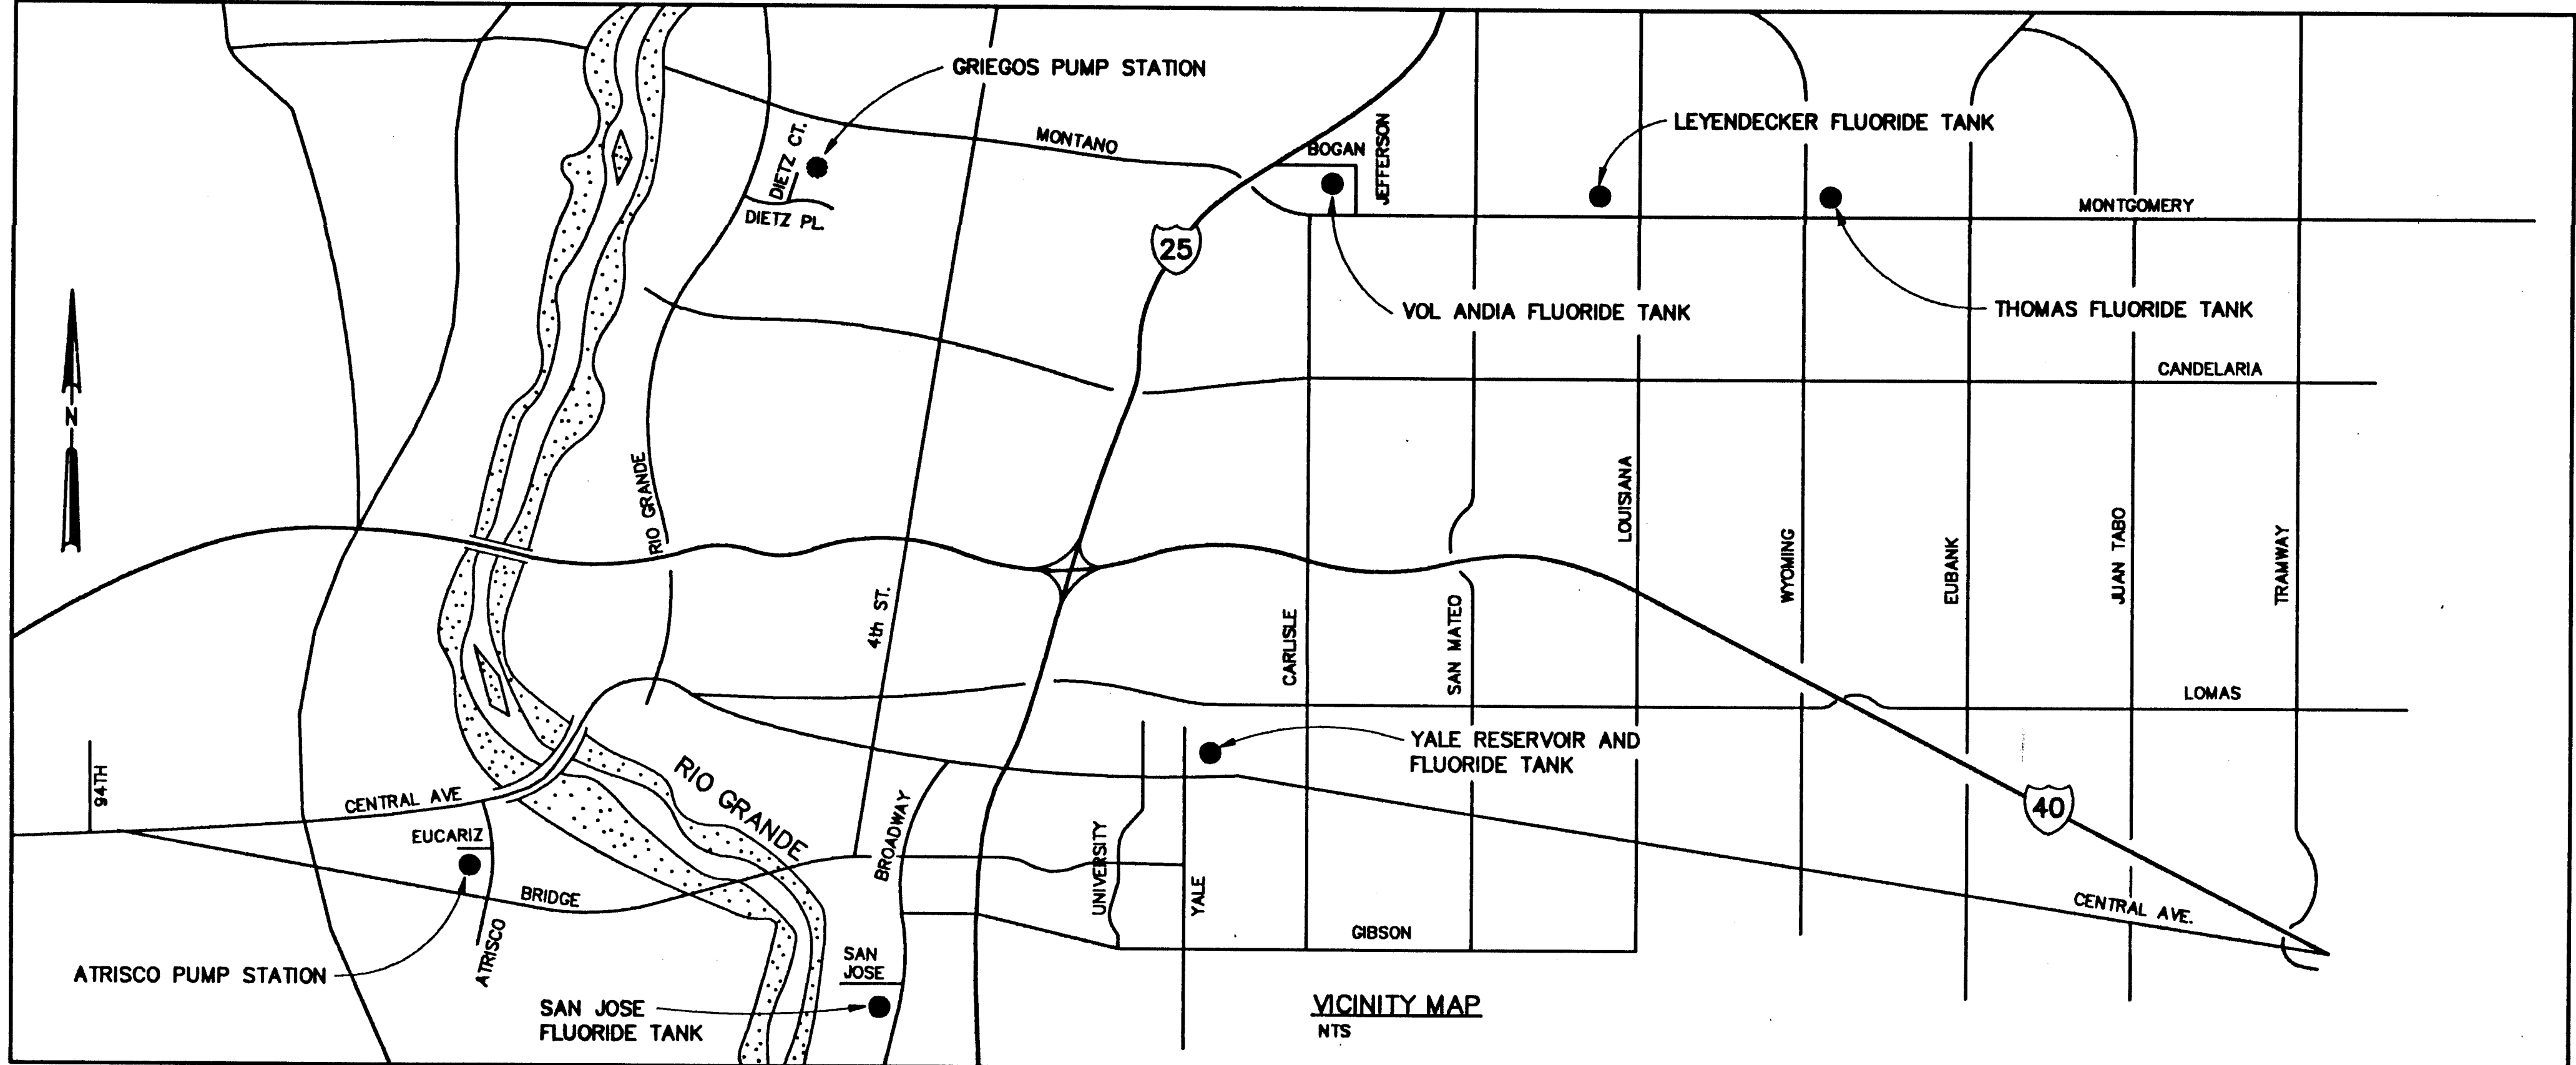 GRIEGOS PUMP STATION
LEYENDECKER FLUORIDE TANK
MONTANO
BOGAN
JEFFERSON
DIETZ CT.
DIETZ PL.
MONTGOMERY
25
VOL ANDIA FLUORIDE TANK
THOMAS FLUORIDE TANK
CANDELARIA
N
RIO GRANDE
LOUISIANA
WYOMING
EUBANK
JUAN TABO
TRAMWAY
4th ST.
CARLISLE
SAN MATEO
LOMAS
YALE RESERVOIR AND
FLUORIDE TANK
94TH
CENTRAL AVE
RIO GRANDE
BROADWAY
40
EUCARIZ
UNIVERSITY
YALE
BRIDGE
CENTRAL AVE.
GIBSON
ATRISCO
ATRISCO PUMP STATION
SAN
JOSE
SAN JOSE
FLUORIDE TANK
VICINITY MAP
NTS